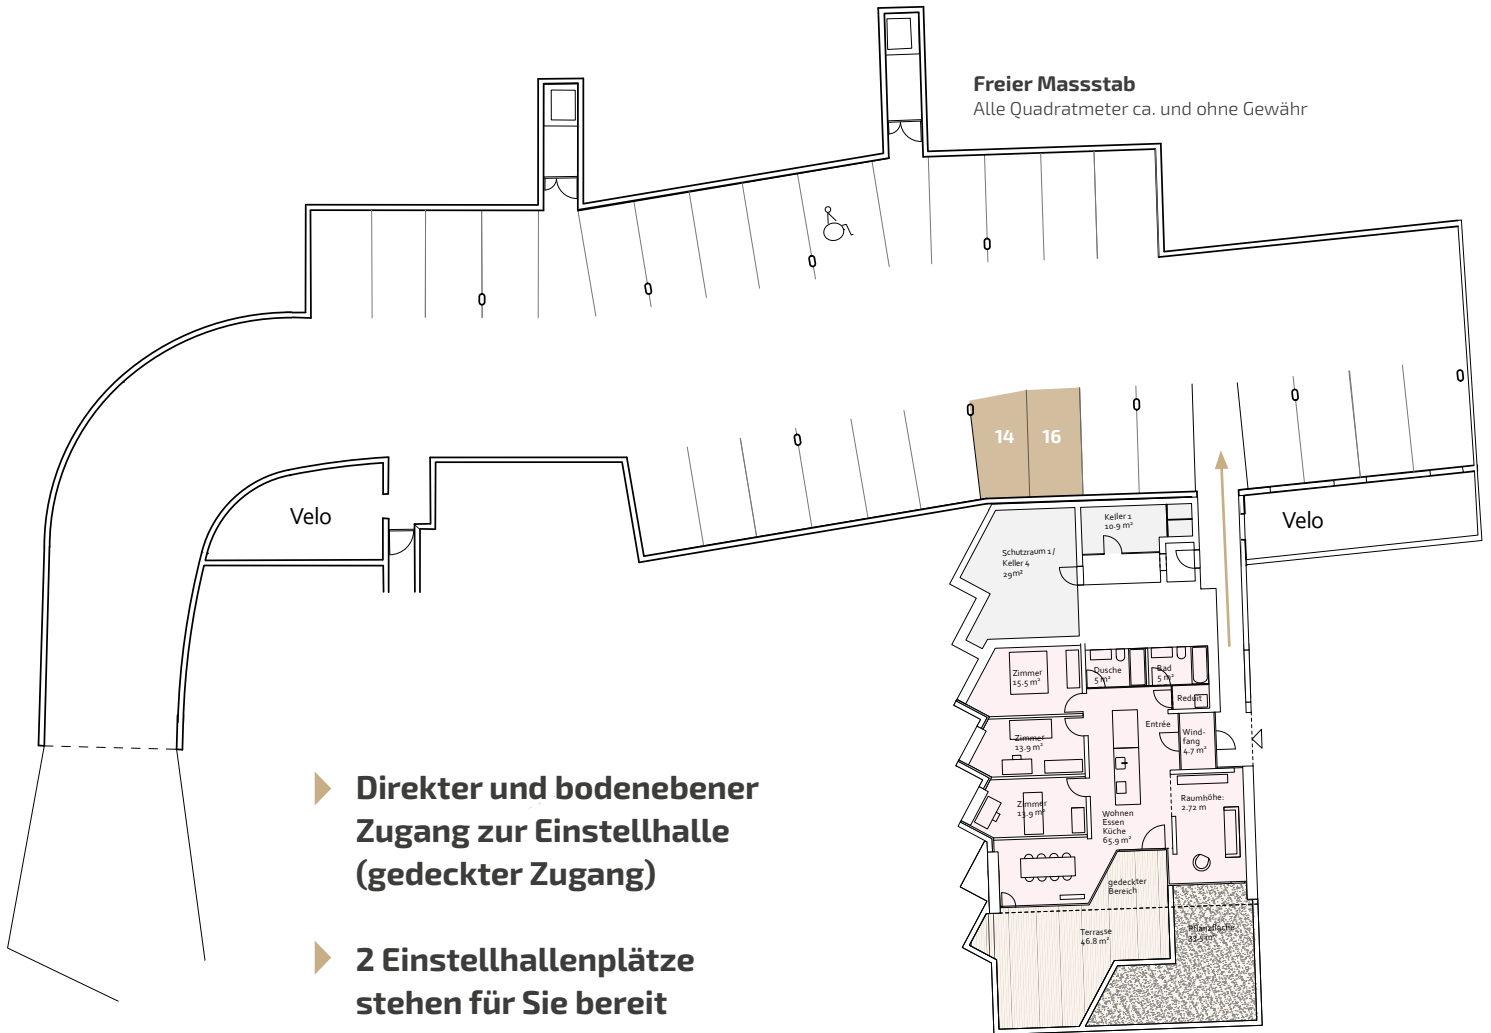 Freier Massstab
Alle Quadratmeter ca. und ohne Gewähr
14
16
Velo
Velo
Keller 1
10.9 m²
Schutzraum 1 /
Keller 4
29m²
Zimmer
15.5 m²
Dusche
5 m²
Bad
5 m²
Reduit
Entrée
Wind-
fang
4.7 m²
Zimmer
13.9 m²
Zimmer
13.9 m²
Raumhöhe:
2.72 m
Wohnen
Essen
Küche
65.9 m²
gedeckter
Bereich
Terrasse
46.8 m²
Pflanzfläche
Direkter und bodenebener
Zugang zur Einstellhalle
(gedeckter Zugang)
2 Einstellhallenplätze
stehen für Sie bereit